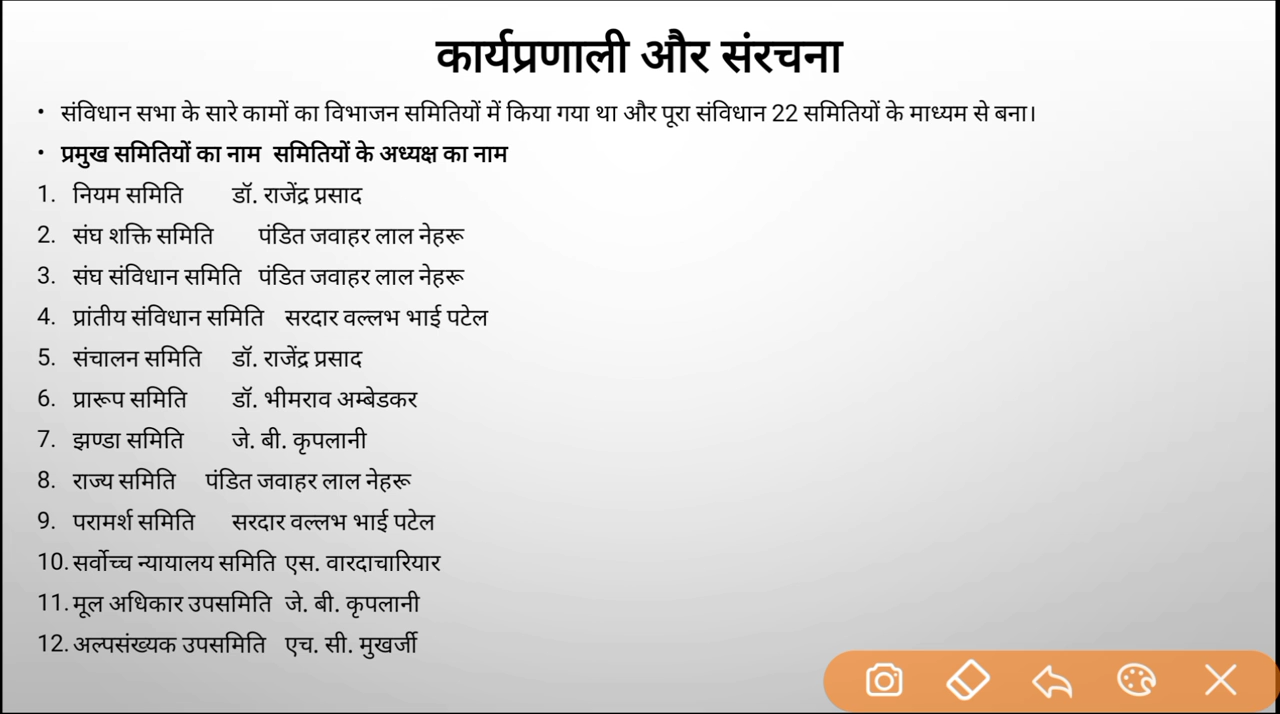 कार्यप्रणाली और संरचना
• संविधान सभा के सारे कामों का विभाजन समितियों में किया गया था और पूरा संविधान 22 समितियों के माध्यम से बना।
• प्रमुख समितियों का नाम समितियों के अध्यक्ष का नाम
1. नियम समिति डॉ. राजेंद्र प्रसाद
2. संघ शक्ति समिति पंडित जवाहर लाल नेहरू
3. संघ संविधान समिति पंडित जवाहर लाल नेहरू
4. प्रांतीय संविधान समिति सरदार वल्लभ भाई पटेल
5. संचालन समिति डॉ. राजेंद्र प्रसाद
6. प्रारूप समिति डॉ. भीमराव अम्बेडकर
7. झण्डा समिति जे. बी. कृपलानी
8. राज्य समिति पंडित जवाहर लाल नेहरू
9. परामर्श समिति सरदार वल्लभ भाई पटेल
10. सर्वोच्च न्यायालय समिति एस. वारदाचारियार
11. मूल अधिकार उपसमिति जे. बी. कृपलानी
12. अल्पसंख्यक उपसमिति एच. सी. मुखर्जी